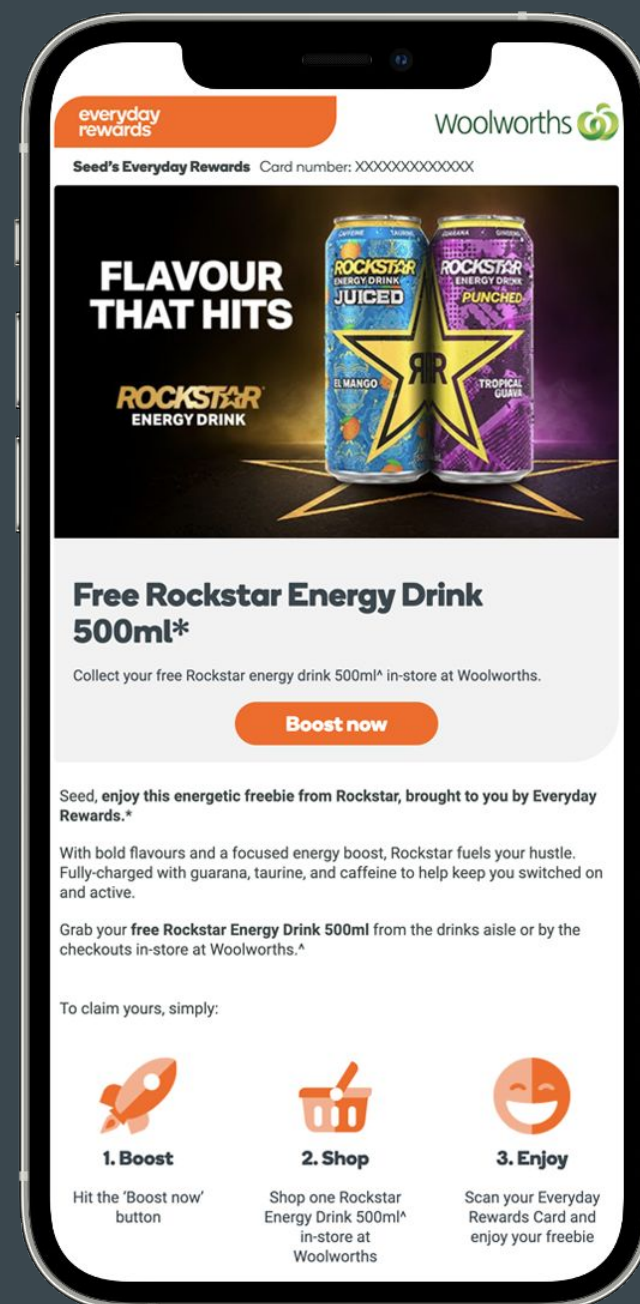 everyday
rewards
Woolworths
Seed's Everyday Rewards Card number: XXXXXXXXXXXXX
FLAVOUR
THAT HITS
ROCKSTAR
ENERGY DRINK
CAFFEINE TAURINE
ROCKSTAR
ENERGY DRINK
JUICED
EL MANGO
GUARANA GINSENG
ROCKSTAR
ENERGY DRINK
PUNCHED
TROPICAL
GUAVA
Free Rockstar Energy Drink
500ml*
Collect your free Rockstar energy drink 500ml^ in-store at Woolworths.
Boost now
Seed, enjoy this energetic freebie from Rockstar, brought to you by Everyday
Rewards.*
With bold flavours and a focused energy boost, Rockstar fuels your hustle.
Fully-charged with guarana, taurine, and caffeine to help keep you switched on
and active.
Grab your free Rockstar Energy Drink 500ml from the drinks aisle or by the
checkouts in-store at Woolworths.^
To claim yours, simply:
1. Boost
Hit the 'Boost now'
button
2. Shop
Shop one Rockstar
Energy Drink 500ml^
in-store at
Woolworths
3. Enjoy
Scan your Everyday
Rewards Card and
enjoy your freebie